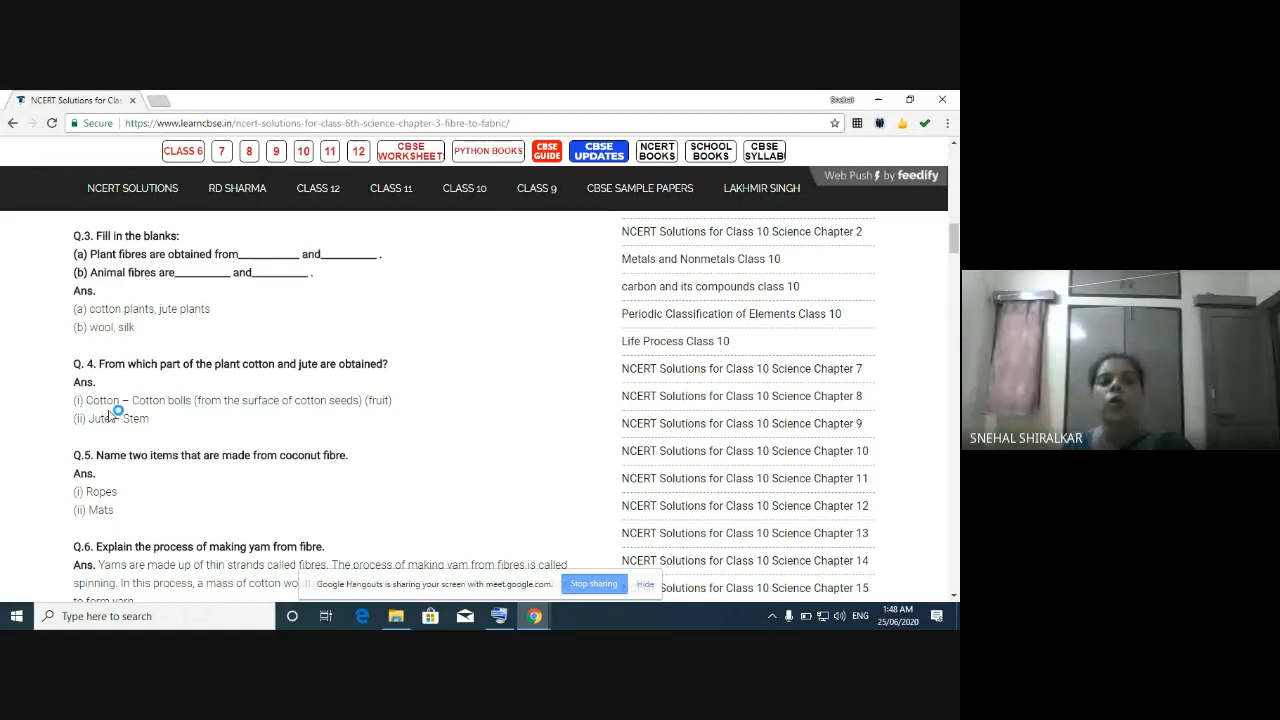 NCERT Solutions for Cla
Snehal
Secure
https://www.learncbse.in/ncert-solutions-for-class-6th-science-chapter-3-fibre-to-fabric/
CLASS 6 7 8 9 10 11 12 CBSE WORKSHEET PYTHON BOOKS CBSE GUIDE CBSE UPDATES NCERT BOOKS SCHOOL BOOKS CBSE SYLLAB
Web Push by feedify
NCERT SOLUTIONS RD SHARMA CLASS 12 CLASS 11 CLASS 10 CLASS 9 CBSE SAMPLE PAPERS LAKHMIR SINGH
Q.3. Fill in the blanks:
(a) Plant fibres are obtained from__________ and__________ .
(b) Animal fibres are__________ and__________ .
Ans.
(a) cotton plants, jute plants
(b) wool, silk
Q. 4. From which part of the plant cotton and jute are obtained?
Ans.
(i) Cotton – Cotton bolls (from the surface of cotton seeds) (fruit)
(ii) Jute – Stem
Q.5. Name two items that are made from coconut fibre.
Ans.
(i) Ropes
(ii) Mats
Q.6. Explain the process of making yam from fibre.
Ans. Yarns are made up of thin strands called fibres. The process of making yam from fibre is called
spinning. In this process, a mass of cotton wo
to form yarn
NCERT Solutions for Class 10 Science Chapter 2
Metals and Nonmetals Class 10
carbon and its compounds class 10
Periodic Classification of Elements Class 10
Life Process Class 10
NCERT Solutions for Class 10 Science Chapter 7
NCERT Solutions for Class 10 Science Chapter 8
NCERT Solutions for Class 10 Science Chapter 9
NCERT Solutions for Class 10 Science Chapter 10
NCERT Solutions for Class 10 Science Chapter 11
NCERT Solutions for Class 10 Science Chapter 12
NCERT Solutions for Class 10 Science Chapter 13
NCERT Solutions for Class 10 Science Chapter 14
NCERT Solutions for Class 10 Science Chapter 15
Google Hangouts is sharing your screen with meet.google.com.
Stop sharing
Hide
Type here to search
ENG
1:48 AM
25/06/2020
SNEHAL SHIRALKAR